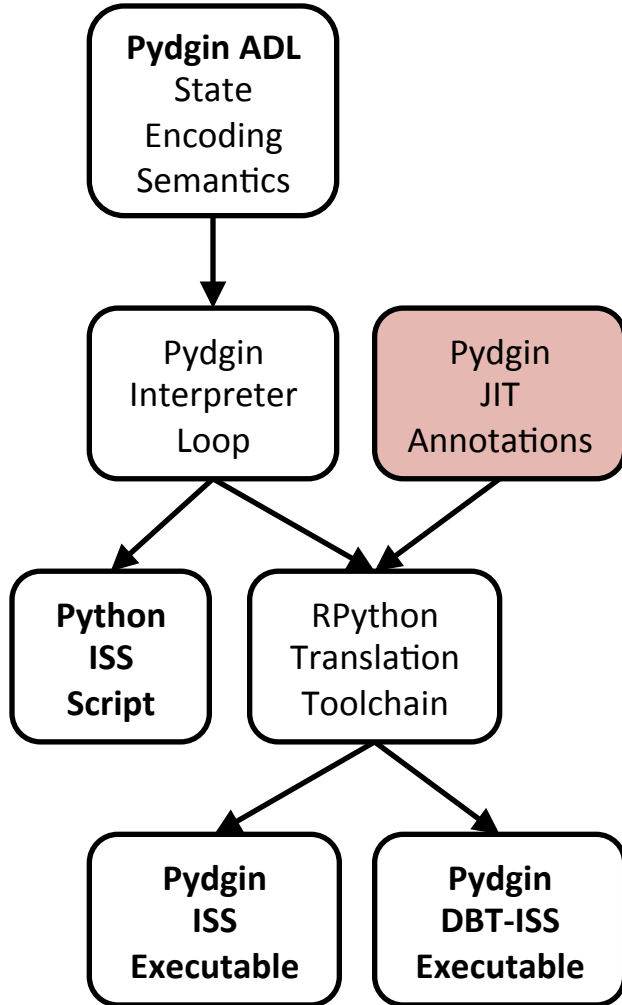 Pydgin ADL
State
Encoding
Semantics
Pydgin
Interpreter
Loop
Pydgin
JIT
Annotations
Python
ISS
Script
RPython
Translation
Toolchain
Pydgin
ISS
Executable
Pydgin
DBT-ISS
Executable